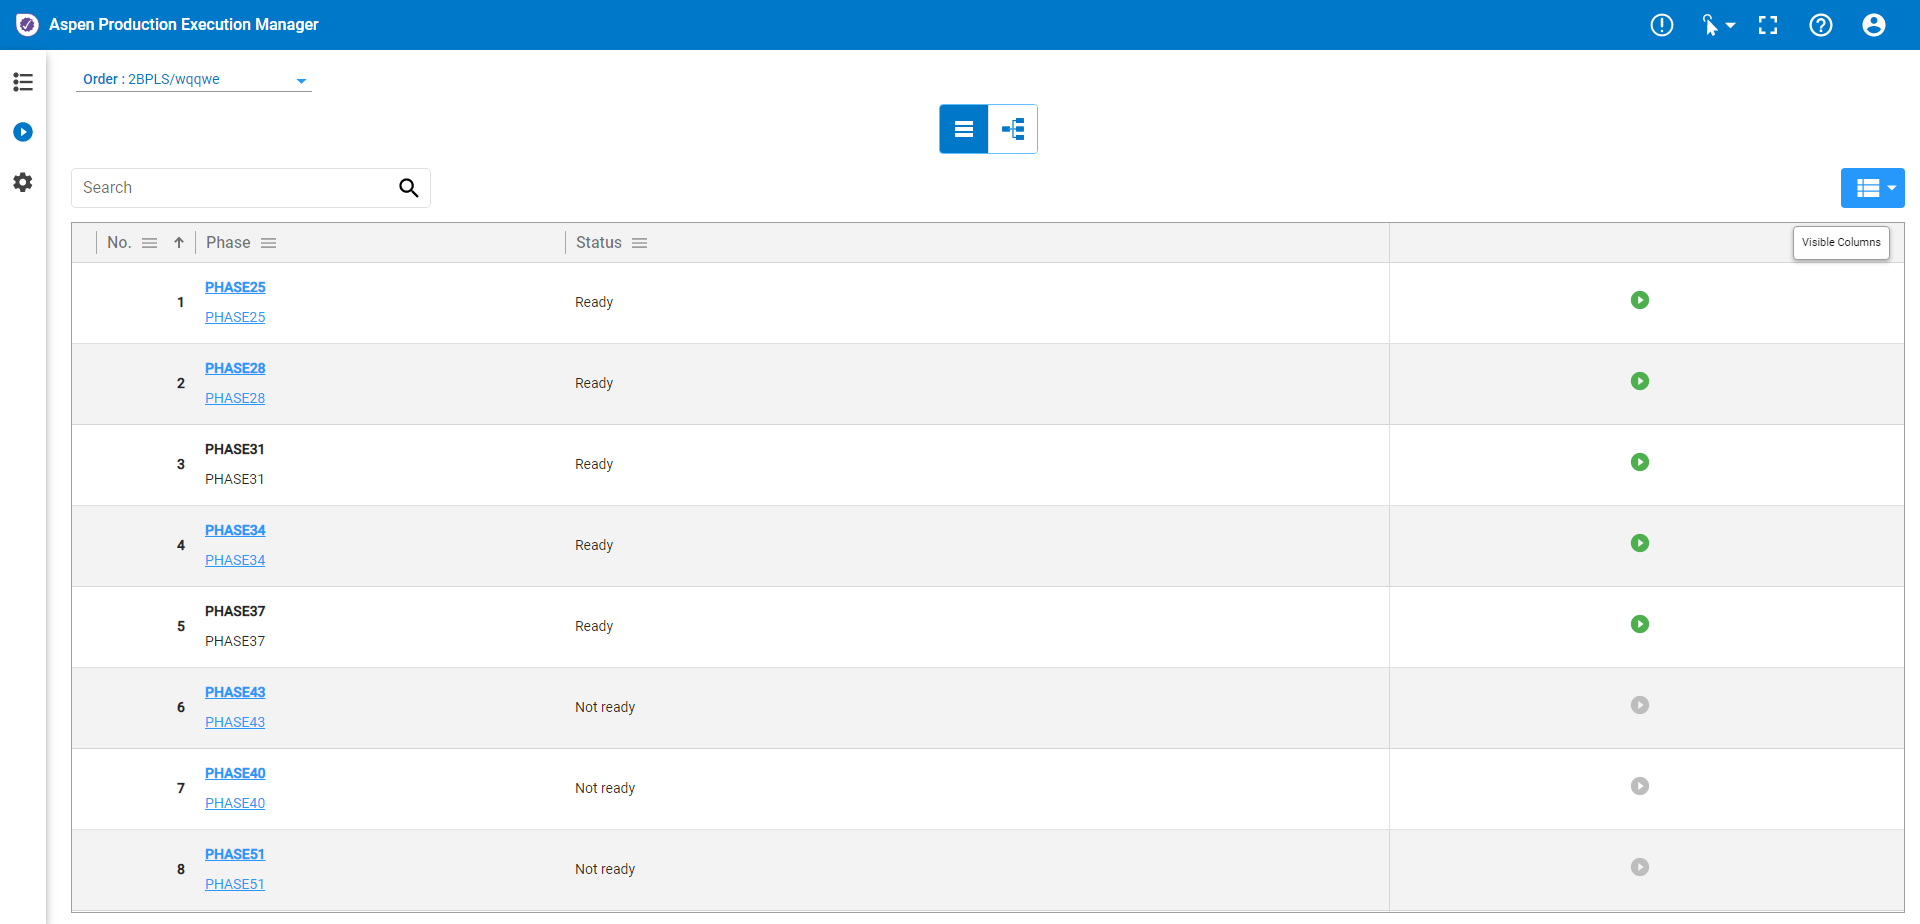 Aspen Production Execution Manager
Order : 2BPLS/wqqwe
Search
No. Phase Status
Visible Columns
1 PHASE25 Ready
PHASE25
2 PHASE28 Ready
PHASE28
3 PHASE31 Ready
PHASE31
4 PHASE34 Ready
PHASE34
5 PHASE37 Ready
PHASE37
6 PHASE43 Not ready
PHASE43
7 PHASE40 Not ready
PHASE40
8 PHASE51 Not ready
PHASE51